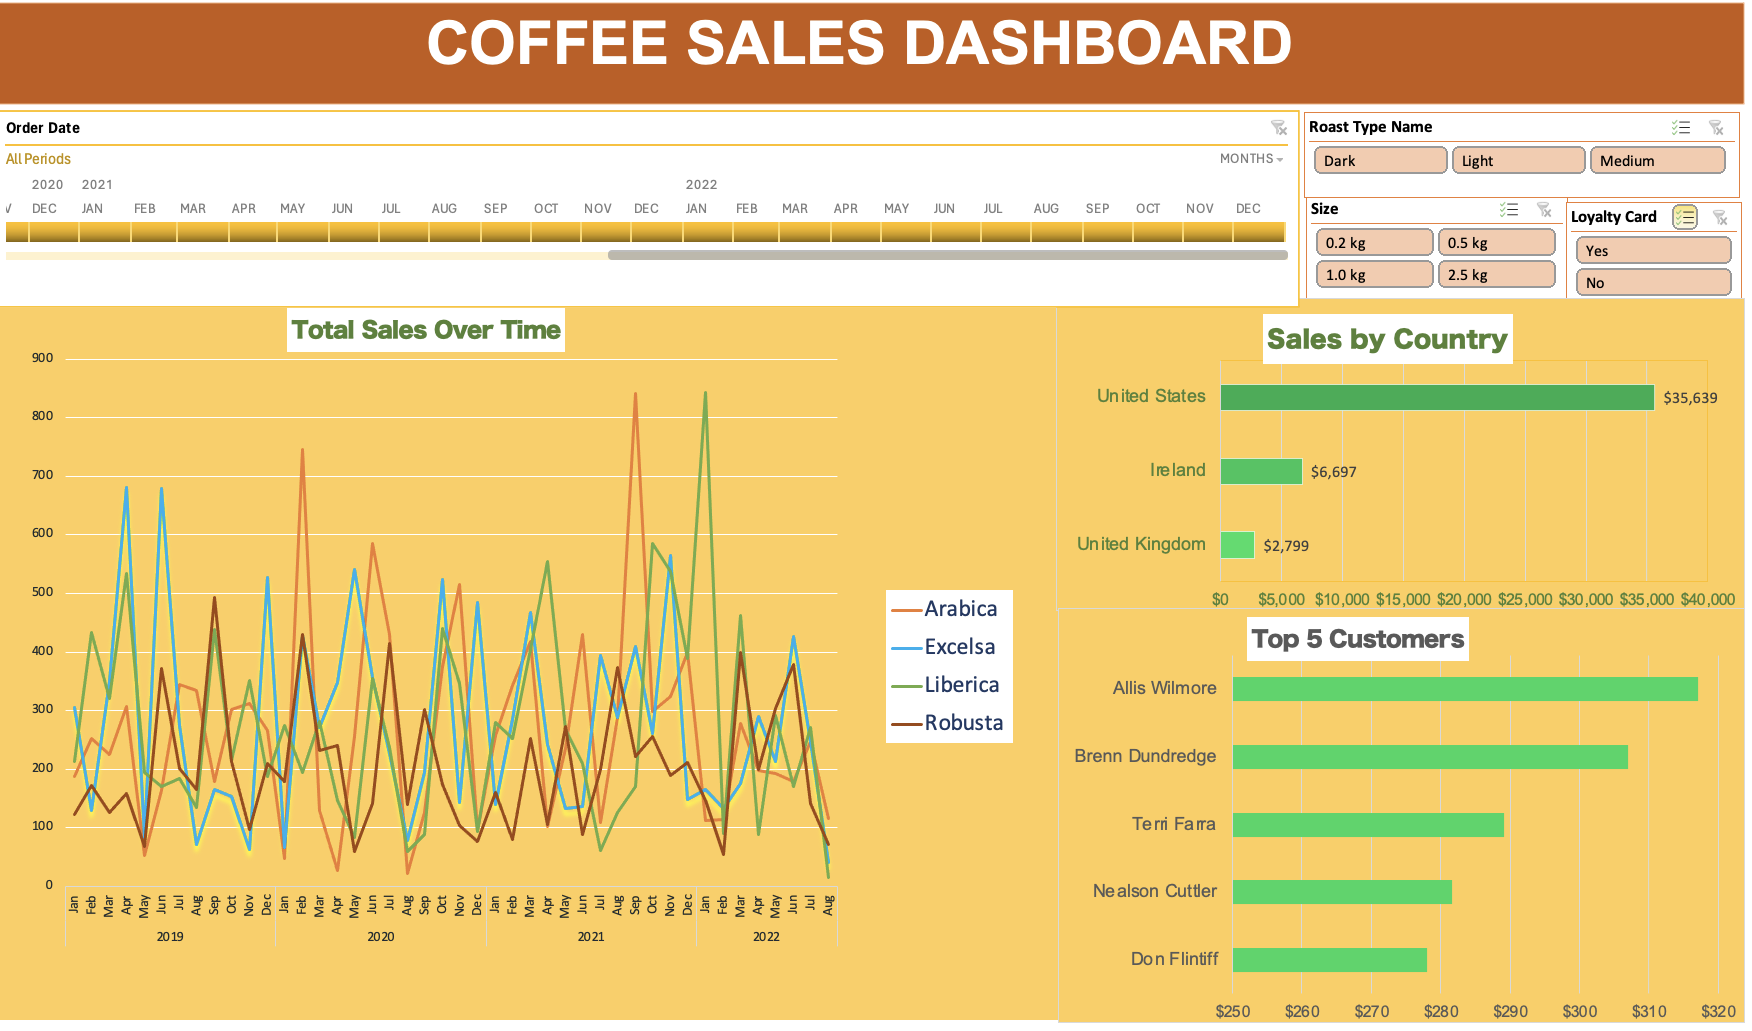 COFFEE SALES DASHBOARD
Order Date
All Periods
MONTHS
2020 2021 2022
V DEC JAN FEB MAR APR MAY JUN JUL AUG SEP OCT NOV DEC JAN FEB MAR APR MAY JUN JUL AUG SEP OCT NOV DEC
Roast Type Name
Dark Light Medium
Size
0.2 kg 0.5 kg
1.0 kg 2.5 kg
Loyalty Card
Yes
No
Total Sales Over Time
900
800
700
600
500
400
300
200
100
0
Jan Feb Mar Apr May Jun Jul Aug Sep Oct Nov Dec Jan Feb Mar Apr May Jun Jul Aug Sep Oct Nov Dec Jan Feb Mar Apr May Jun Jul Aug Sep Oct Nov Dec Jan Feb Mar Apr May Jun Jul Aug
2019 2020 2021 2022
Arabica
Excelsa
Liberica
Robusta
Sales by Country
United States $35,639
Ireland $6,697
United Kingdom $2,799
$0 $5,000 $10,000 $15,000 $20,000 $25,000 $30,000 $35,000 $40,000
Top 5 Customers
Allis Wilmore
Brenn Dundredge
Terri Farra
Nealson Cuttler
Don Flintiff
$250 $260 $270 $280 $290 $300 $310 $320